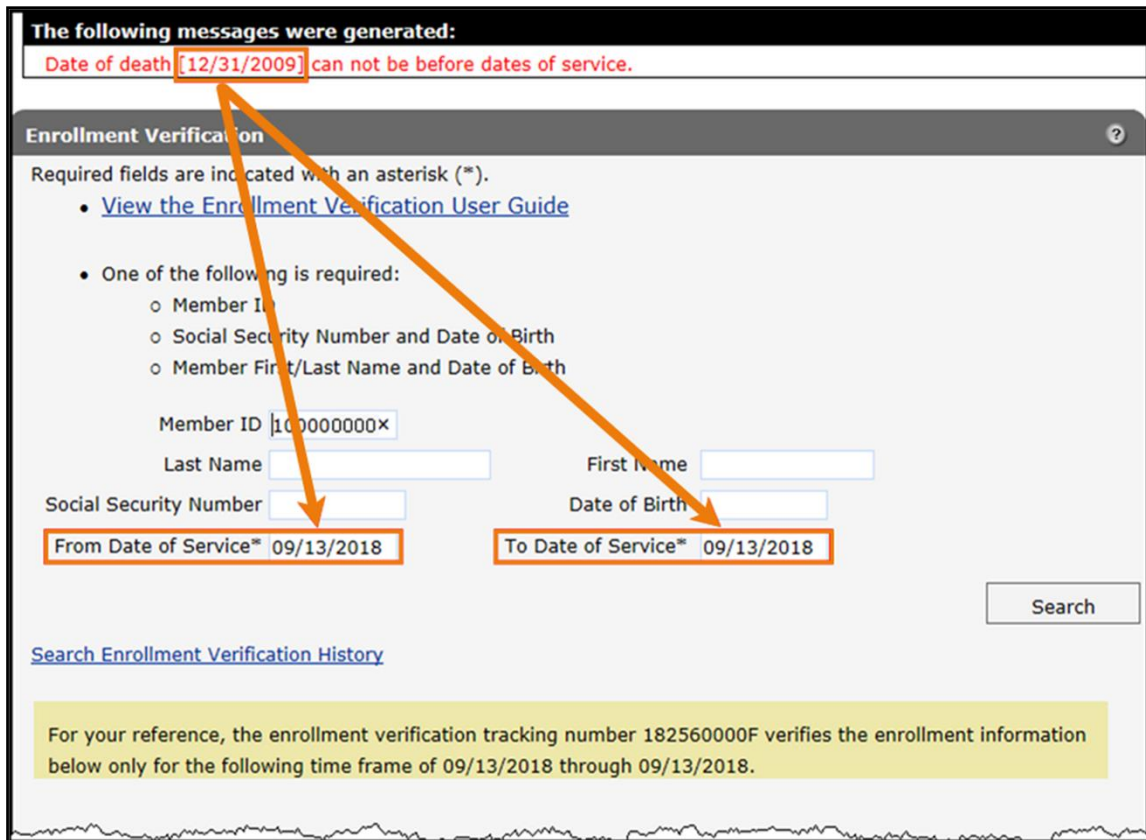 The following messages were generated:
Date of death [12/31/2009] can not be before dates of service.
Enrollment Verification ?
Required fields are indicated with an asterisk (*).
• View the Enrollment Verification User Guide
• One of the following is required:
o Member ID
o Social Security Number and Date of Birth
o Member First/Last Name and Date of Birth
Member ID 100000000×
Last Name First Name
Social Security Number Date of Birth
From Date of Service* 09/13/2018 To Date of Service* 09/13/2018
Search
Search Enrollment Verification History
For your reference, the enrollment verification tracking number 182560000F verifies the enrollment information
below only for the following time frame of 09/13/2018 through 09/13/2018.